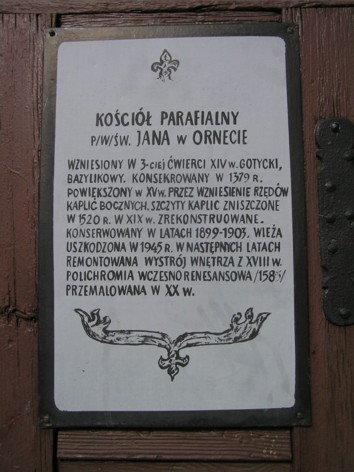 KOŚCIÓŁ PARAFIALNY
P/W/ŚW. JANA W ORNECIE
WZNIESIONY W 3-CIEJ ĆWIERCI XIV W. GOTYCKI,
BAZYLIKOWY. KONSEKROWANY W 1379 R.
POWIĘKSZONY W XV W. PRZEZ WZNIESIENIE RZĘDÓW
KAPLIC BOCZNYCH. SZCZYTY KAPLIC ZNISZCZONE
W 1520 R. W XIX W. ZREKONSTRUOWANE.
KONSERWOWANY W LATACH 1899-1903. WIEŻA
USZKODZONA W 1945 R. W NASTĘPNYCH LATACH
REMONTOWANA WYSTRÓJ WNĘTRZA Z XVIII W.
POLICHROMIA WCZESNO RENESANSOWA
PRZEMALOWANA W XX W.